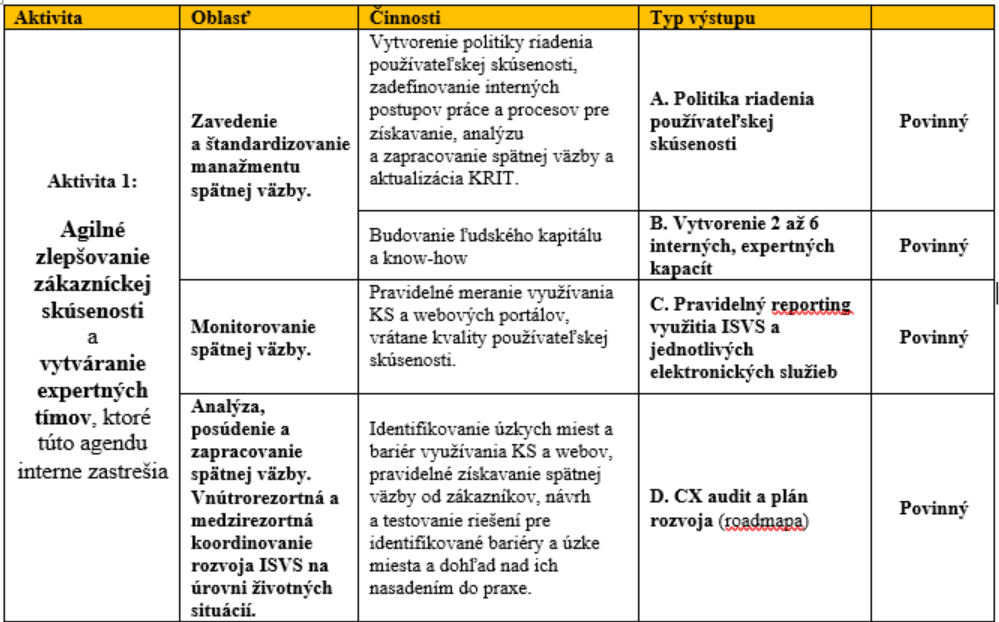 Aktivita
Oblasť
Činnosti
Typ výstupu
Aktivita 1:
Agilné
zlepšovanie
zákazníckej
skúsenosti
a
vytváranie
expertných
tímov, ktoré
túto agendu
interne zastrešia
Zavedenie
a štandardizovanie
manažmentu
spätnej väzby.
Vytvorenie politiky riadenia
používateľskej skúsenosti,
zadefinovanie interných
postupov práce a procesov pre
získavanie, analýzu
a zapracovanie spätnej väzby a
aktualizácia KRIT.
A. Politika riadenia
používateľskej
skúsenosti
Povinný
Budovanie ľudského kapitálu
a know-how
B. Vytvorenie 2 až 6
interných, expertných
kapacít
Povinný
Monitorovanie
spätnej väzby.
Pravidelné meranie využívania
KS a webových portálov,
vrátane kvality používateľskej
skúsenosti.
C. Pravidelný reporting
využitia ISVS a
jednotlivých
elektronických služieb
Povinný
Analýza,
posúdenie a
zapracovanie
spätnej väzby.
Vnútrorezortná a
medzirezortná
koordinovanie
rozvoja ISVS na
úrovni životných
situácií.
Identifikovanie úzkych miest a
bariér využívania KS a webov,
pravidelné získavanie spätnej
väzby od zákazníkov, návrh
a testovanie riešení pre
identifikované bariéry a úzke
miesta a dohľad nad ich
nasadením do praxe.
D. CX audit a plán
rozvoja (roadmapa)
Povinný